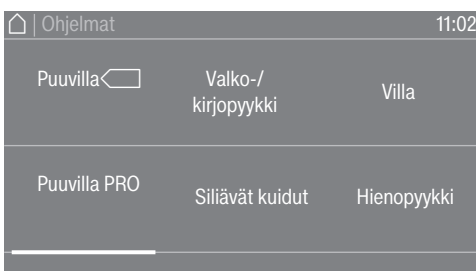 Ohjelmat
11:02
Puuvilla
Valko-/
kirjopyykki
Villa
Puuvilla PRO
Siliävät kuidut
Hienopyykki